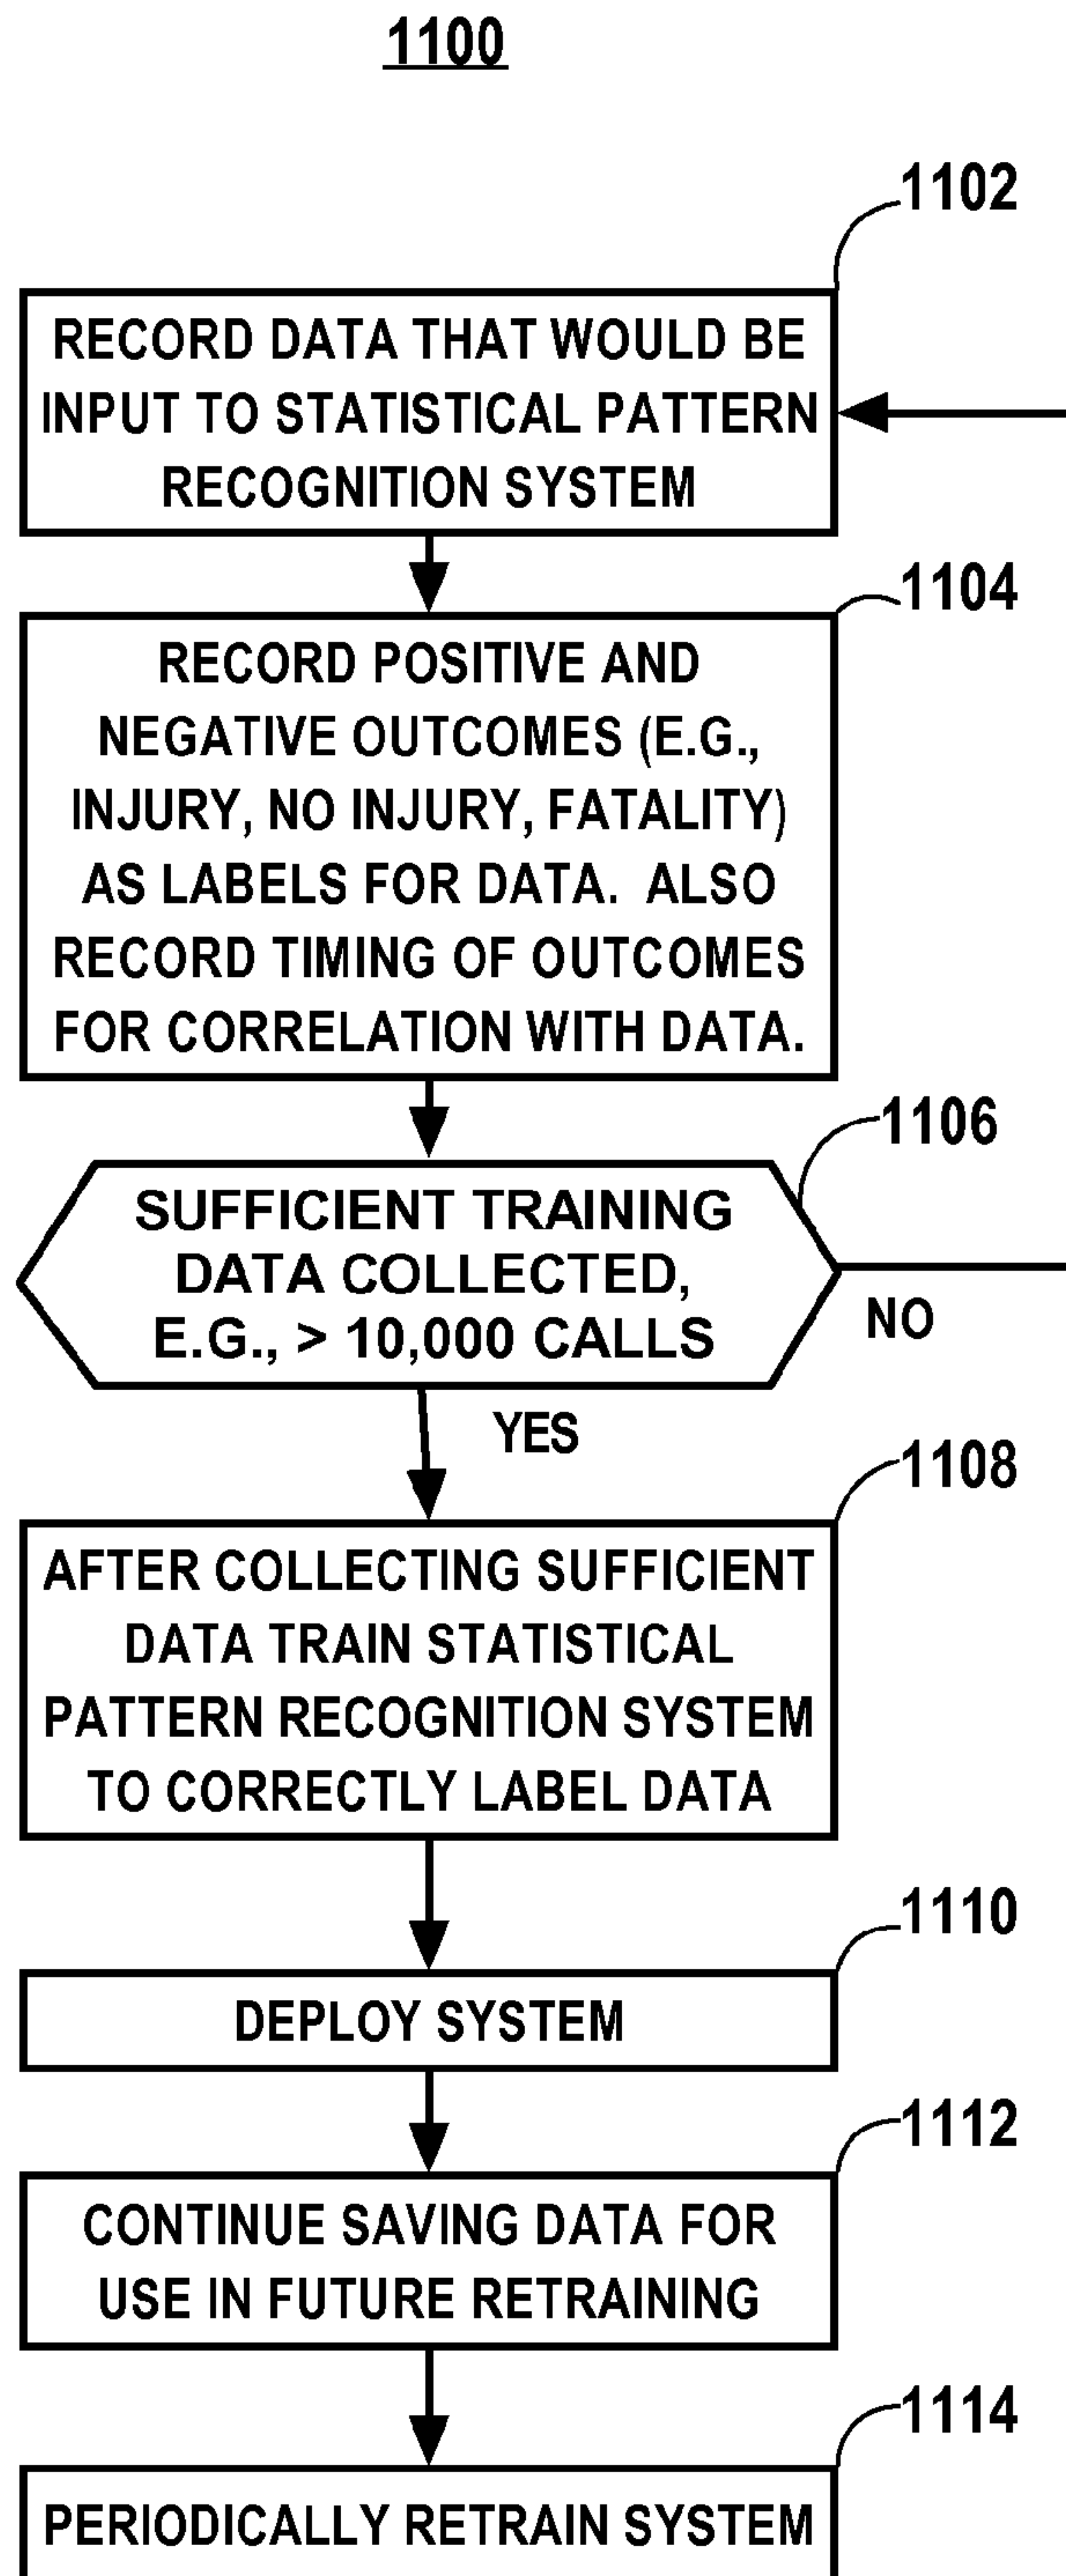 1100
1102
RECORD DATA THAT WOULD BE
INPUT TO STATISTICAL PATTERN
RECOGNITION SYSTEM
1104
RECORD POSITIVE AND
NEGATIVE OUTCOMES (E.G.,
INJURY, NO INJURY, FATALITY)
AS LABELS FOR DATA. ALSO
RECORD TIMING OF OUTCOMES
FOR CORRELATION WITH DATA.
1106
SUFFICIENT TRAINING
DATA COLLECTED,
E.G., > 10,000 CALLS
NO
YES
1108
AFTER COLLECTING SUFFICIENT
DATA TRAIN STATISTICAL
PATTERN RECOGNITION SYSTEM
TO CORRECTLY LABEL DATA
1110
DEPLOY SYSTEM
1112
CONTINUE SAVING DATA FOR
USE IN FUTURE RETRAINING
1114
PERIODICALLY RETRAIN SYSTEM